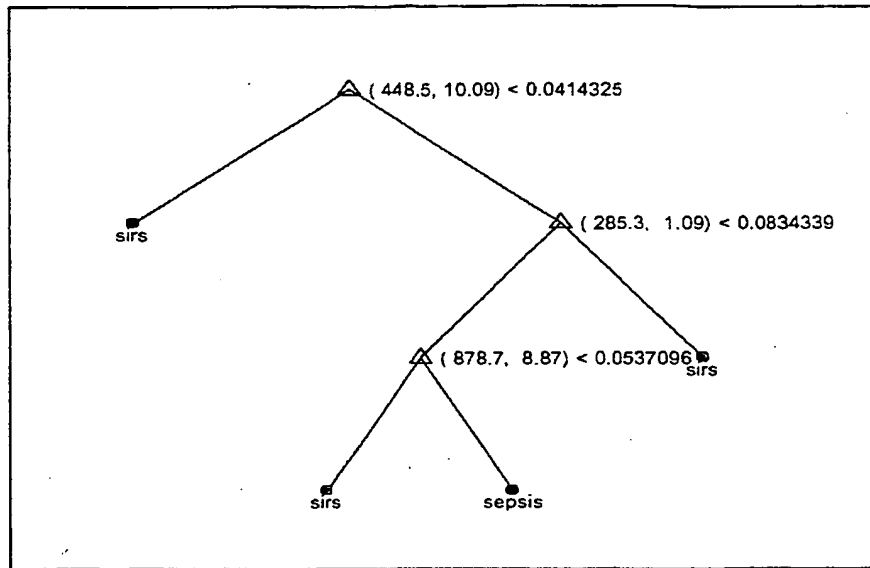 ( 448.5, 10.09) < 0.0414325
sirs
( 285.3, 1.09) < 0.0834339
( 878.7, 8.87) < 0.0537096
sirs
sirs
sepsis